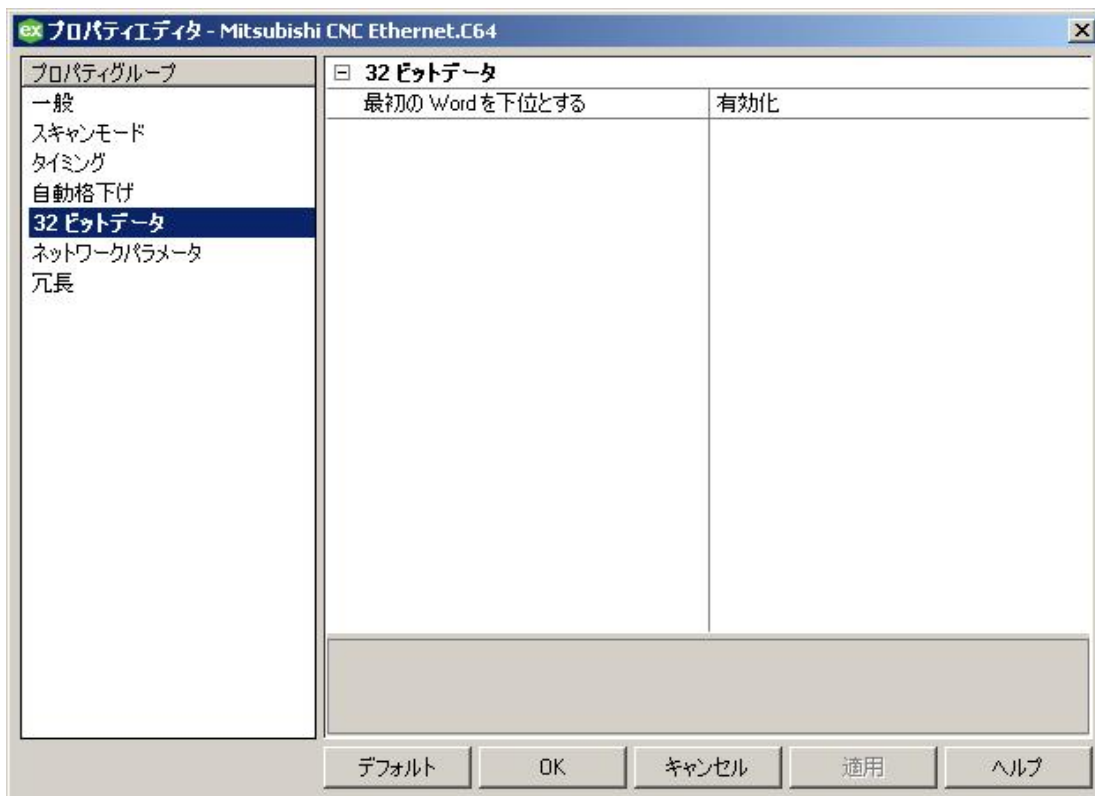 ex プロパティエディタ - Mitsubishi CNC Ethernet.C64
プロパティグループ
一般
スキャンモード
タイミング
自動格下げ
32 ビットデータ
ネットワークパラメータ
冗長
32 ビットデータ
最初の Word を下位とする 有効化
デフォルト OK キャンセル 適用 ヘルプ